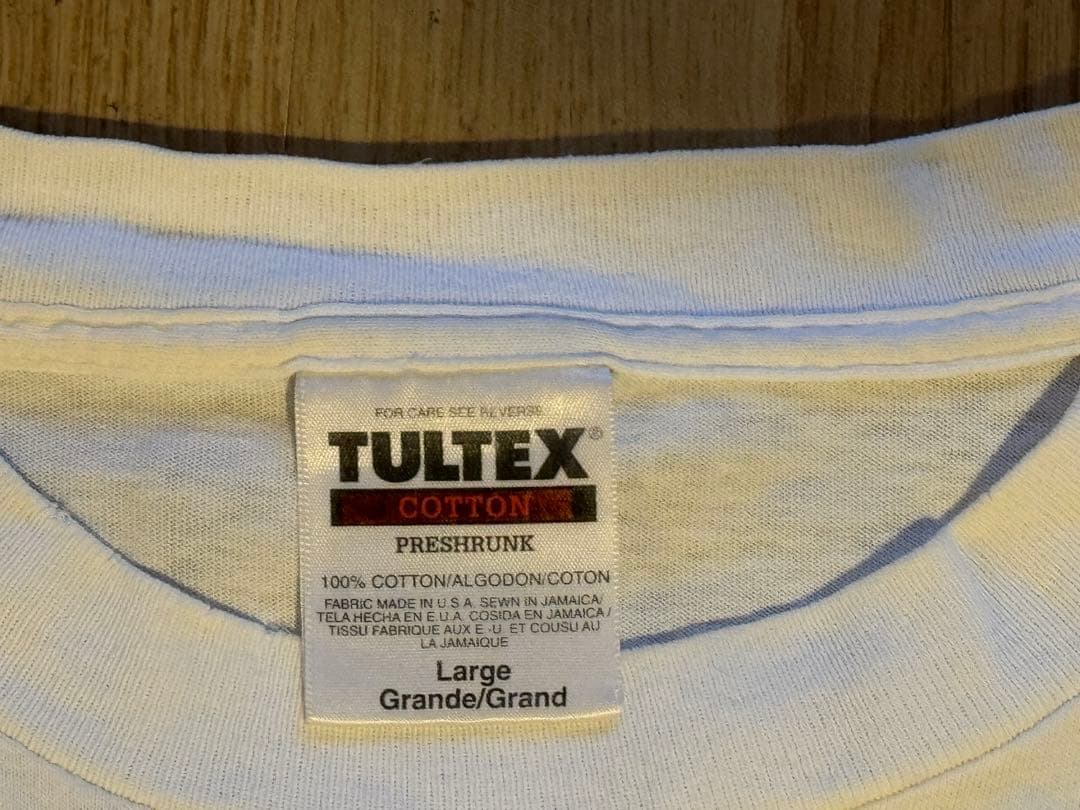 FOR CARE SEE REVERSE
TULTEX®
COTTON
PRESHRUNK
100% COTTON/ALGODON/COTON
FABRIC MADE IN U.S.A. SEWN IN JAMAICA/
TELA HECHA EN E.U.A. COSIDA EN JAMAICA/
TISSU FABRIQUE AUX E.-U. ET COUSU AU
LA JAMAIQUE
Large
Grande/Grand